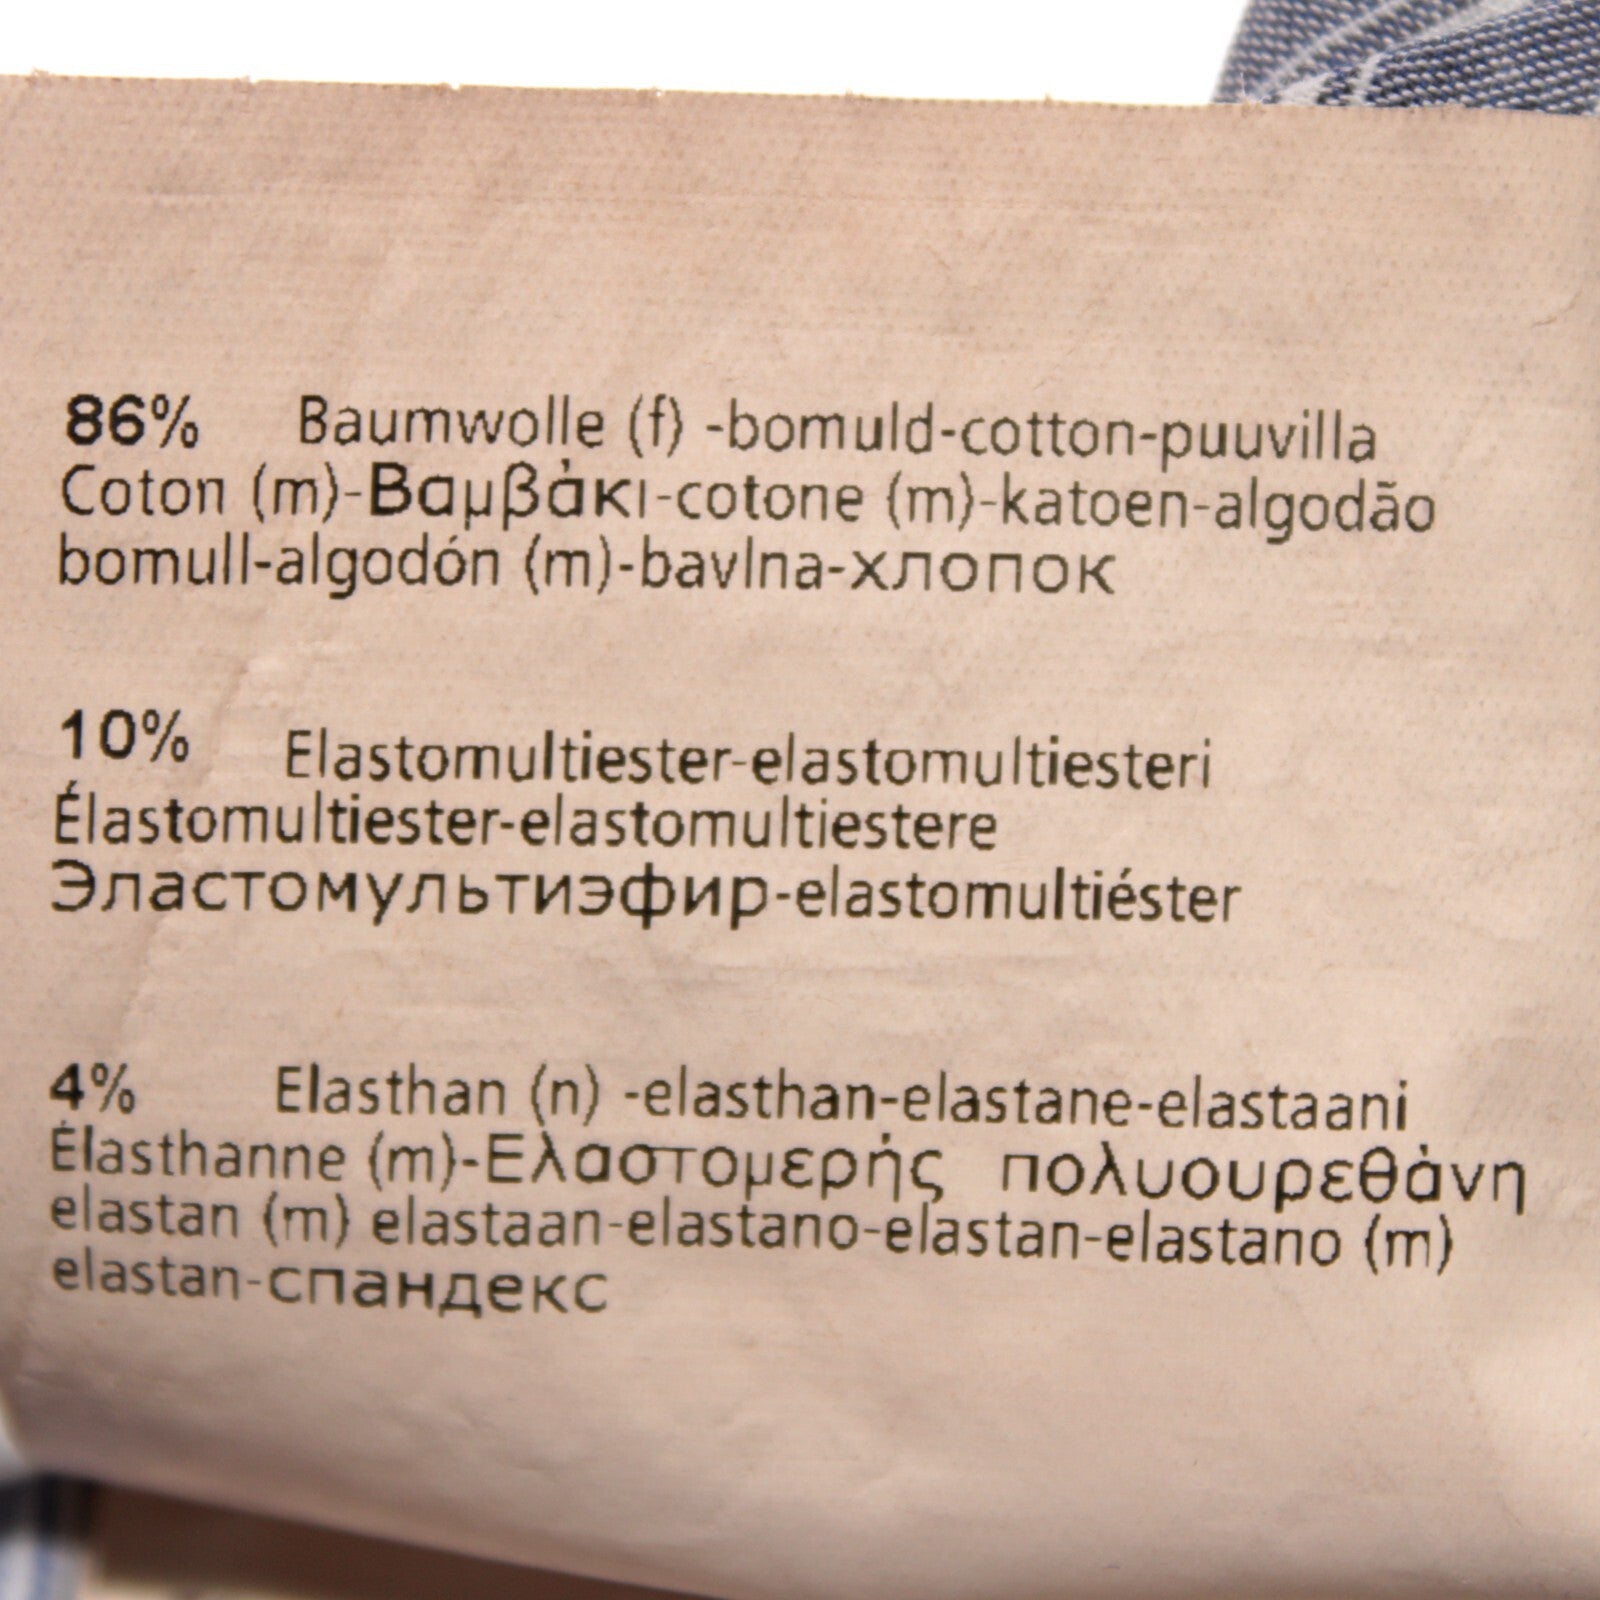 86% Baumwolle (f) -bomuld-cotton-puuvilla
Coton (m)-Βαμβάκι-cotone (m)-katoen-algodão
bomull-algodón (m)-bavlna-хлопок
10% Elastomultiester-elastomultiesteri
Élastomultiester-elastomultiestere
Эластомультиэфир-elastomultiéster
4% Elasthan (n) -elasthan-elastane-elastaani
Élasthanne (m)-Ελαστομερής πολυουρεθάνη
elastan (m) elastaan-elastano-elastan-elastano (m)
elastan-спандекс